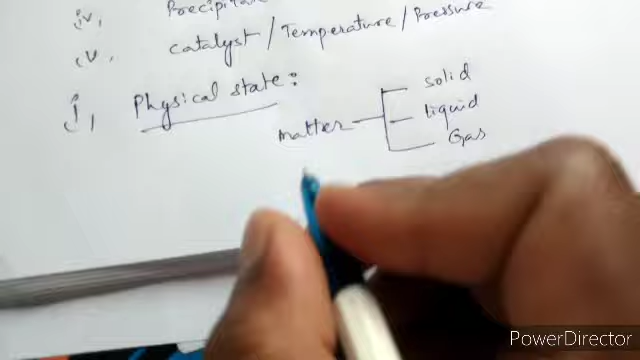 iv, Precipitate
(v, Catalyst / Temperature / Pressure
i, Physical state:
matter
solid
liquid
Gas
PowerDirector